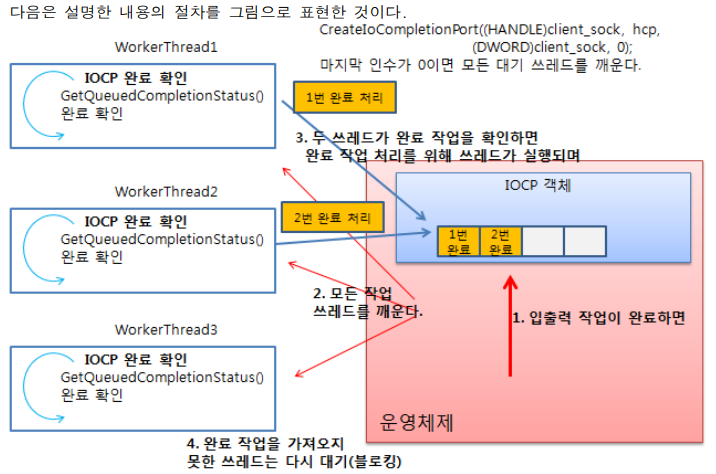 다음은 설명한 내용의 절차를 그림으로 표현한 것이다.
CreateIoCompletionPort((HANDLE)client_sock, hcp,
(DWORD)client_sock, 0);
마지막 인수가 0이면 모든 대기 쓰레드를 깨운다.
WorkerThread1
IOCP 완료 확인
GetQueuedCompletionStatus()
완료 확인
1번 완료 처리
3. 두 쓰레드가 완료 작업을 확인하면
완료 작업 처리를 위해 쓰레드가 실행되며
IOCP 객체
1번
완료
2번
완료
WorkerThread2
IOCP 완료 확인
GetQueuedCompletionStatus()
완료 확인
2번 완료 처리
2. 모든 작업
쓰레드를 깨운다.
1. 입출력 작업이 완료하면
WorkerThread3
IOCP 완료 확인
GetQueuedCompletionStatus()
완료 확인
운영체제
4. 완료 작업을 가져오지
못한 쓰레드는 다시 대기(블로킹)